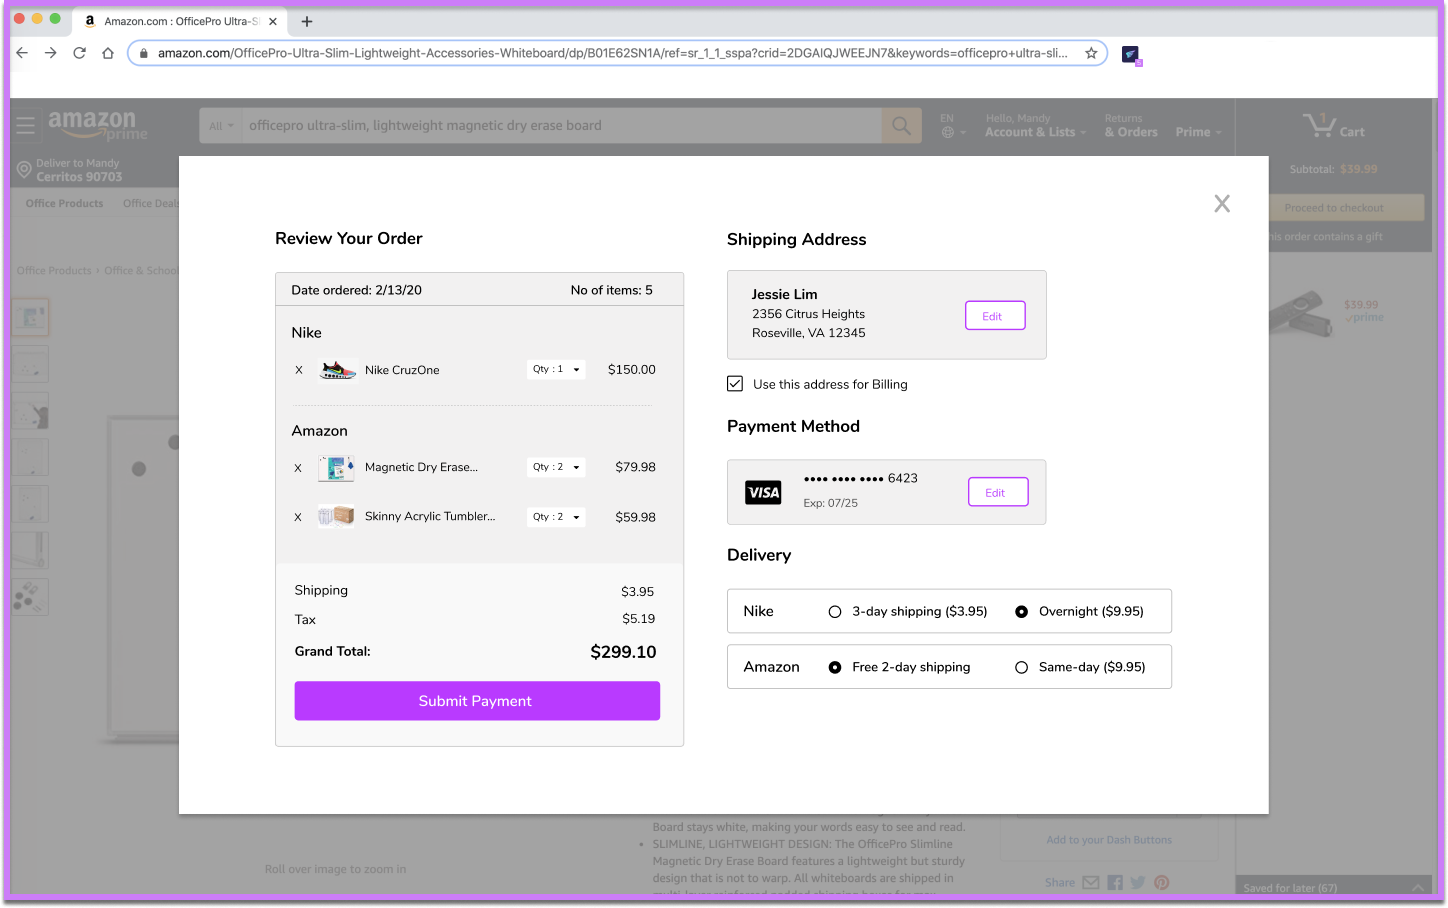 Amazon.com : OfficePro Ultra-S
amazon.com/OfficePro-Ultra-Slim-Lightweight-Accessories-Whiteboard/dp/B01E62SN1A/ref=sr_1_1_sspa?crid=2DGAIQJWEEJN7&keywords=officepro+ultra-sli...
amazon
prime
All
officepro ultra-slim, lightweight magnetic dry erase board
EN
Hello, Mandy
Account & Lists
Returns
& Orders
Prime
1
Cart
Deliver to Mandy
Cerritos 90703
Subtotal: $39.99
Office Products
Office Deals
Proceed to checkout
his order contains a gift
Office Products › Office & School
$39.99
prime
X
Review Your Order
Date ordered: 2/13/20
No of items: 5
Nike
X
Nike CruzOne
Qty : 1
$150.00
Amazon
X
Magnetic Dry Erase...
Qty : 2
$79.98
X
Skinny Acrylic Tumbler...
Qty : 2
$59.98
Shipping
$3.95
Tax
$5.19
Grand Total:
$299.10
Submit Payment
Shipping Address
Jessie Lim
2356 Citrus Heights
Roseville, VA 12345
Edit
Use this address for Billing
Payment Method
VISA
•••• •••• •••• 6423
Exp: 07/25
Edit
Delivery
Nike
3-day shipping ($3.95)
Overnight ($9.95)
Amazon
Free 2-day shipping
Same-day ($9.95)
Board stays white, making your words easy to see and read.
• SLIMLINE, LIGHTWEIGHT DESIGN: The OfficePro Slimline
Magnetic Dry Erase Board features a lightweight but sturdy
design that is not to warp. All whiteboards are shipped in
Roll over image to zoom in
Add to your Dash Buttons
Share
Saved for later (67)